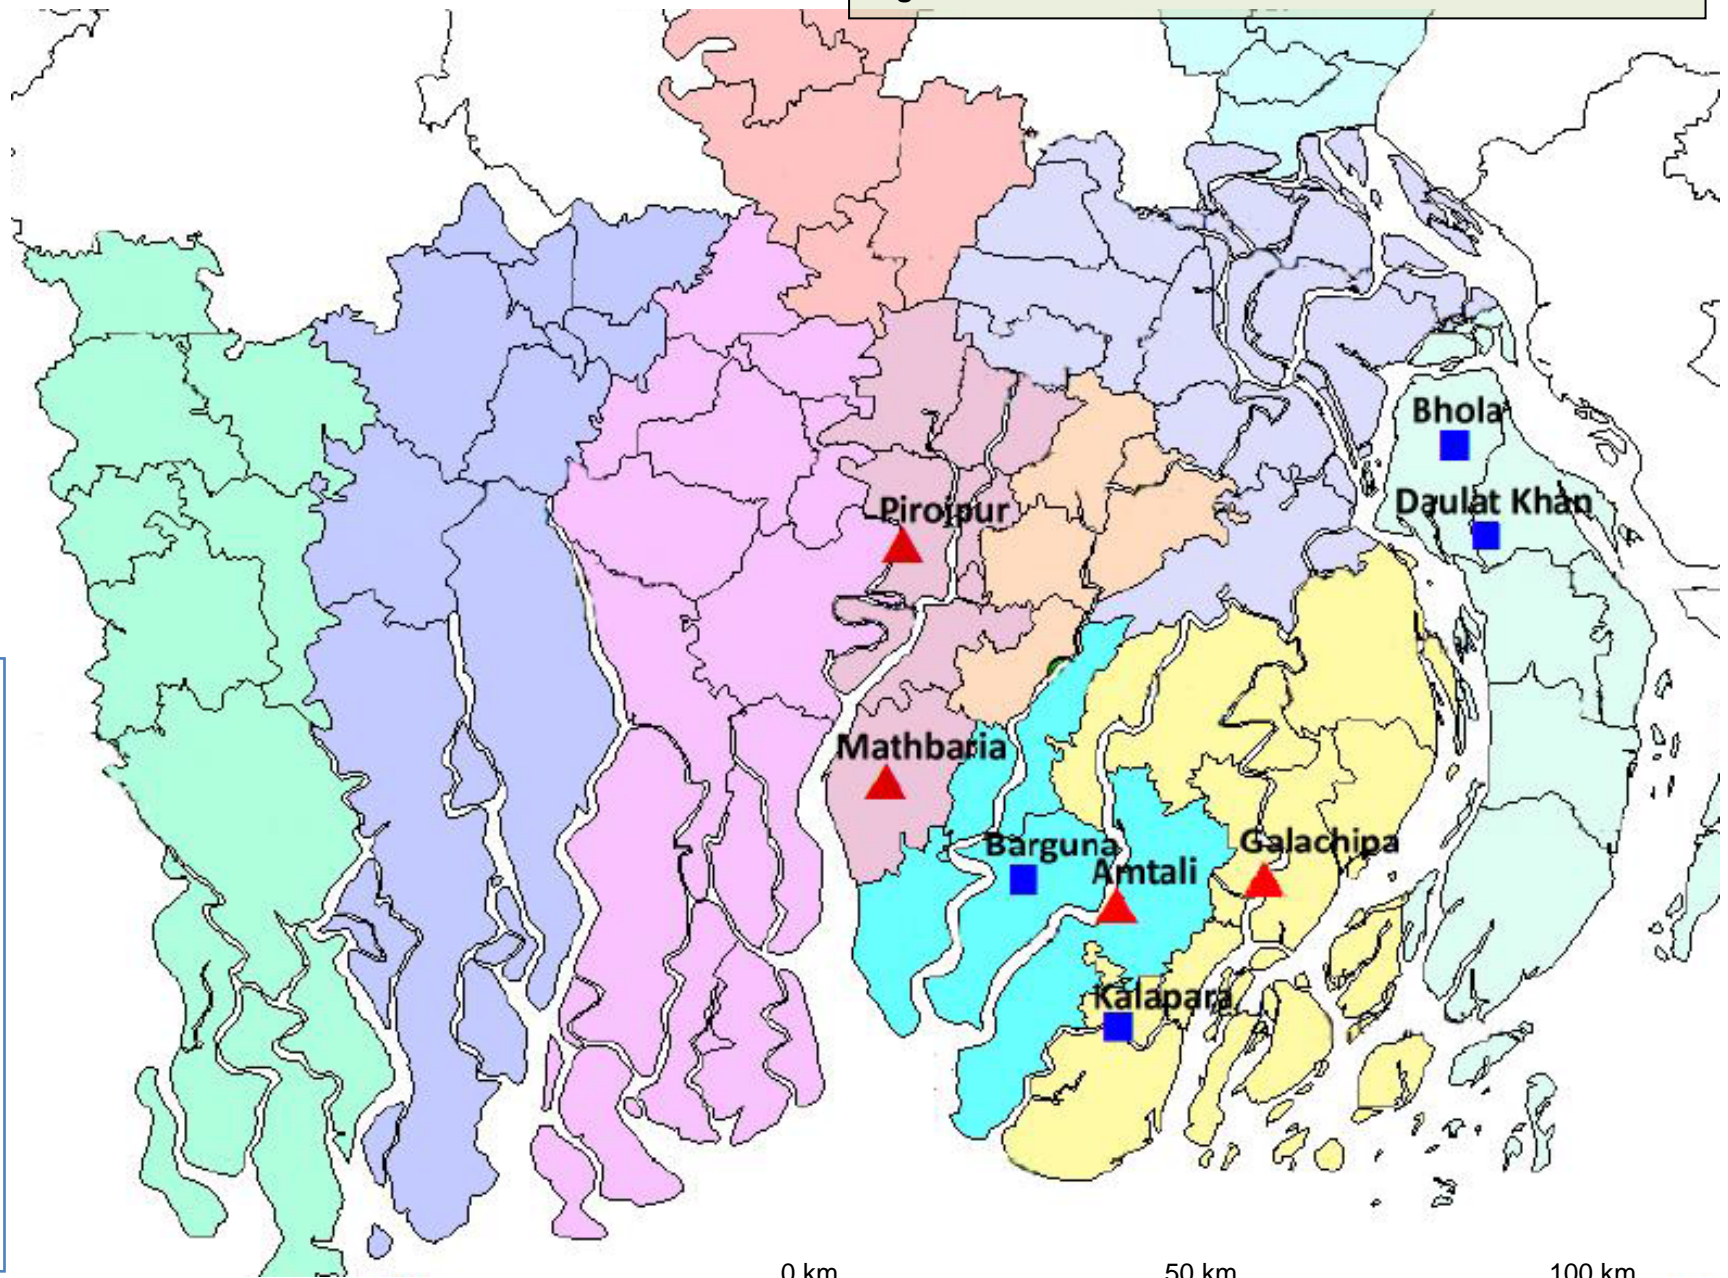 Bhola
Daulat Khan
Pirojpur
Mathbaria
Barguna
Galachipa
Amtali
Kalapara
0 km 50 km 100 km